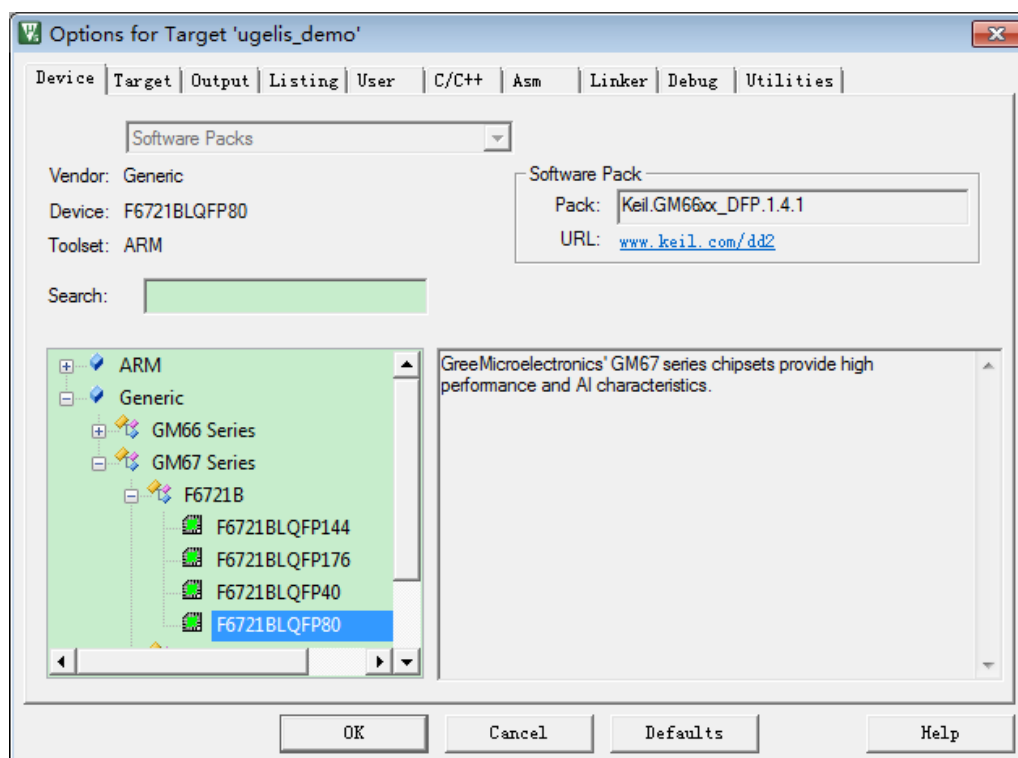 Options for Target 'ugelis_demo'
Device Target Output Listing User C/C++ Asm Linker Debug Utilities
Software Packs
Vendor: Generic
Device: F6721BLQFP80
Toolset: ARM
Software Pack
Pack: Keil.GM66xx_DFP.1.4.1
URL: www.keil.com/dd2
Search:
ARM
Generic
GM66 Series
GM67 Series
F6721B
F6721BLQFP144
F6721BLQFP176
F6721BLQFP40
F6721BLQFP80
GreeMicroelectronics' GM67 series chipsets provide high
performance and AI characteristics.
OK Cancel Defaults Help